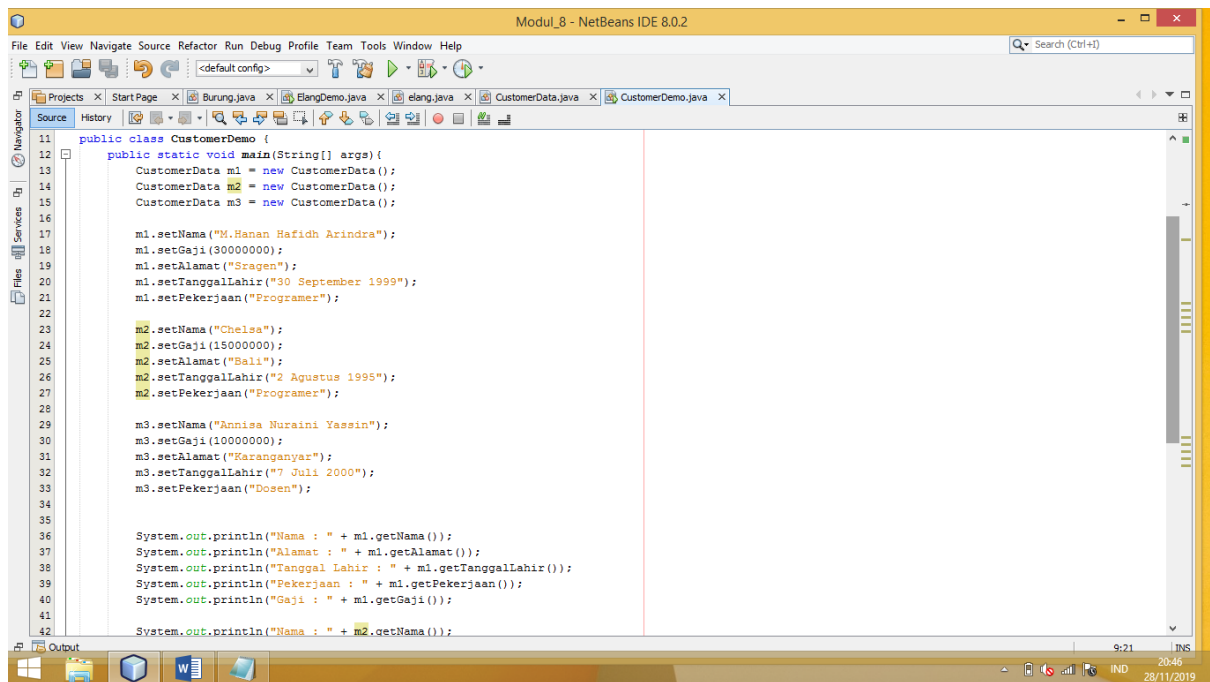 Modul_8 - NetBeans IDE 8.0.2
File Edit View Navigate Source Refactor Run Debug Profile Team Tools Window Help
Search (Ctrl+I)
<default config>
Projects Start Page Burung.java ElangDemo.java elang.java CustomerData.java CustomerDemo.java
Source History
Navigator
Services
Files
11 public class CustomerDemo {
12 public static void main(String[] args){
13 CustomerData m1 = new CustomerData();
14 CustomerData m2 = new CustomerData();
15 CustomerData m3 = new CustomerData();
16
17 m1.setNama("M.Hanan Hafidh Arindra");
18 m1.setGaji(30000000);
19 m1.setAlamat("Sragen");
20 m1.setTanggalLahir("30 September 1999");
21 m1.setPekerjaan("Programer");
22
23 m2.setNama("Chelsa");
24 m2.setGaji(15000000);
25 m2.setAlamat("Bali");
26 m2.setTanggalLahir("2 Agustus 1995");
27 m2.setPekerjaan("Programer");
28
29 m3.setNama("Annisa Nuraini Yassin");
30 m3.setGaji(10000000);
31 m3.setAlamat("Karanganyar");
32 m3.setTanggalLahir("7 Juli 2000");
33 m3.setPekerjaan("Dosen");
34
35
36 System.out.println("Nama : " + m1.getNama());
37 System.out.println("Alamat : " + m1.getAlamat());
38 System.out.println("Tanggal Lahir : " + m1.getTanggalLahir());
39 System.out.println("Pekerjaan : " + m1.getPekerjaan());
40 System.out.println("Gaji : " + m1.getGaji());
41
42 System.out.println("Nama : " + m2.getNama());
Output
9:21 INS
IND
20:46
28/11/2019